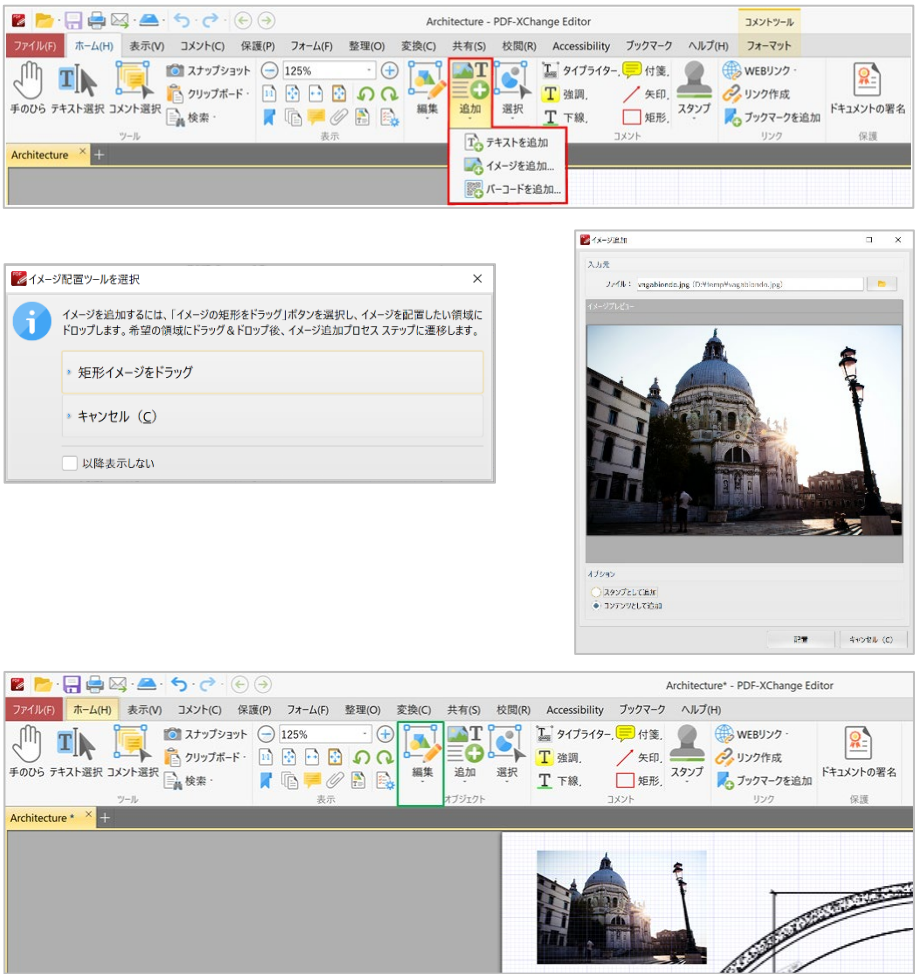 Architecture - PDF-XChange Editor
コメントツール
ファイル(F) ホーム(H) 表示(V) コメント(C) 保護(P) フォーム(F) 整理(O) 変換(C) 共有(S) 校閲(R) Accessibility ブックマーク ヘルプ(H) フォーマット
手のひら テキスト選択 コメント選択
スナップショット
クリップボード
検索
ツール
125%
表示
編集 追加 選択
タイプライター 付箋
強調 矢印
下線 矩形
スタンプ
コメント
WEBリンク
リンク作成
ブックマークを追加
リンク
ドキュメントの署名
保護
テキストを追加
イメージを追加...
バーコードを追加...
Architecture
イメージ配置ツールを選択
イメージを追加するには、「イメージの矩形をドラッグ」ボタンを選択し、イメージを配置したい領域に
ドロップします。希望の領域にドラッグ＆ドロップ後、イメージ追加プロセス ステップに遷移します。
矩形イメージをドラッグ
キャンセル（C）
以降表示しない
イメージ追加
入力元
ファイル： vagabiondo.jpg (D:¥temp¥vagabiondo.jpg)
イメージプレビュー
オプション
スタンプとして追加
コンテンツとして追加
配置 キャンセル（C）
Architecture* - PDF-XChange Editor
ファイル(F) ホーム(H) 表示(V) コメント(C) 保護(P) フォーム(F) 整理(O) 変換(C) 共有(S) 校閲(R) Accessibility ブックマーク ヘルプ(H)
手のひら テキスト選択 コメント選択
スナップショット
クリップボード
検索
ツール
125%
表示
編集 追加 選択
オブジェクト
タイプライター 付箋
強調 矢印
下線 矩形
スタンプ
コメント
WEBリンク
リンク作成
ブックマークを追加
リンク
ドキュメントの署名
保護
Architecture *